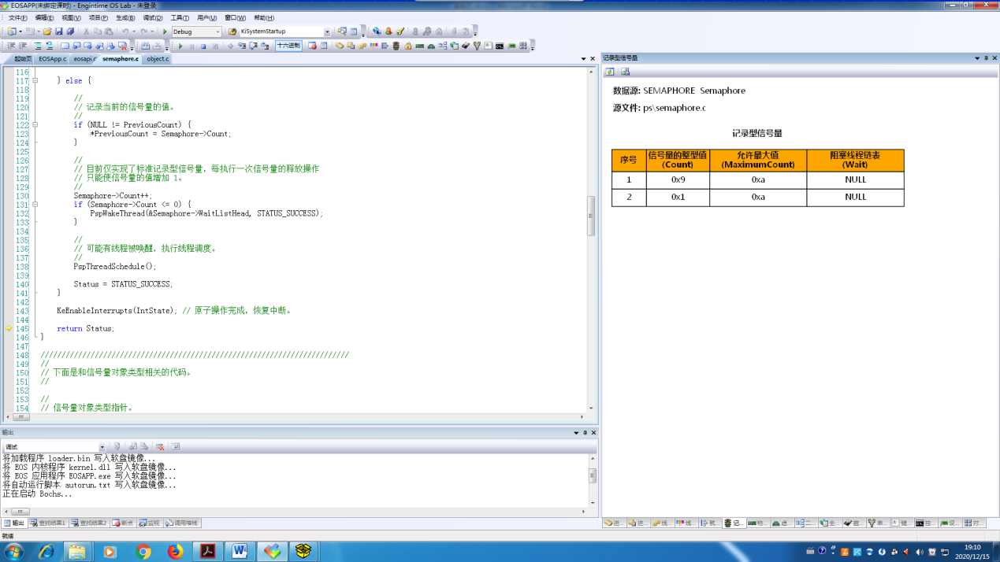 EOSAPP(未绑定课时) - Engintime OS Lab - 未登录
文件(F) 编辑(E) 视图(V) 项目(P) 生成(B) 调试(D) 工具(T) 用户(U) 窗口(W) 帮助(H)
Debug KiSystemStartup
十六进制
起始页 EOSApp.c eosapi.c semaphore.c object.c
116
117 } else {
118
119 //
120 // 记录当前的信号量的值。
121 //
122 if (NULL != PreviousCount) {
123 *PreviousCount = Semaphore->Count;
124 }
125
126 //
127 // 目前仅实现了标准记录型信号量，每执行一次信号量的释放操作
128 // 只能使信号量的值增加 1。
129 //
130 Semaphore->Count++;
131 if (Semaphore->Count <= 0) {
132 PspWakeThread(&Semaphore->WaitListHead, STATUS_SUCCESS);
133 }
134
135 //
136 // 可能有线程被唤醒，执行线程调度。
137 //
138 PspThreadSchedule();
139
140 Status = STATUS_SUCCESS;
141 }
142
143 KeEnableInterrupts(IntState); // 原子操作完成，恢复中断。
144
145 return Status;
146 }
147
148 //////////////////////////////////////////////////////////////////////////
149 //
150 // 下面是和信号量对象类型相关的代码。
151 //
152
153 //
154 // 信号量对象类型指针。
记录型信号量
数据源: SEMAPHORE Semaphore
源文件: ps\semaphore.c
记录型信号量
序号 信号量的整型值 (Count) 允许最大值 (MaximumCount) 阻塞线程链表 (Wait)
1 0x9 0xa NULL
2 0x1 0xa NULL
输出
调试
将加载程序 loader.bin 写入软盘镜像...
将 EOS 内核程序 kernel.dll 写入软盘镜像...
将 EOS 应用程序 EOSAPP.exe 写入软盘镜像...
将自动运行脚本 autorun.txt 写入软盘镜像...
正在启动 Bochs...
输出 查找结果1 查找结果2 断点 监视 调用堆栈
进... 进... 线... 线... 就... 记... 物... 虚... 二... 全... 磁... 串... 键... 控... 设... 对...
就绪
19:10
2020/12/15